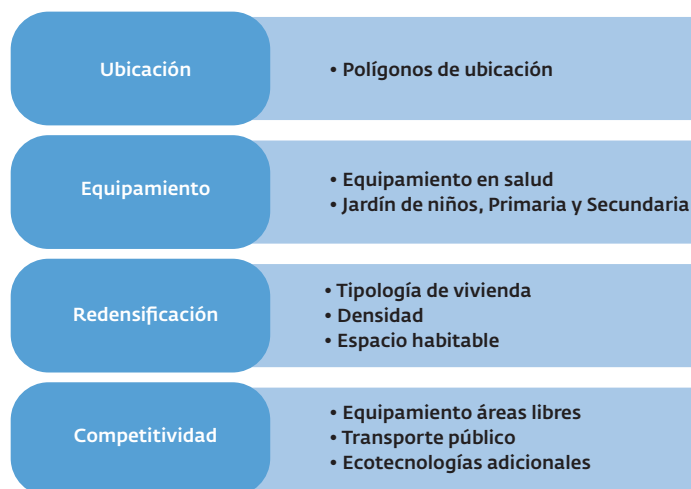 Ubicación
• Polígonos de ubicación
Equipamiento
• Equipamiento en salud
• Jardín de niños, Primaria y Secundaria
Redensificación
• Tipología de vivienda
• Densidad
• Espacio habitable
Competitividad
• Equipamiento áreas libres
• Transporte público
• Ecotecnologías adicionales